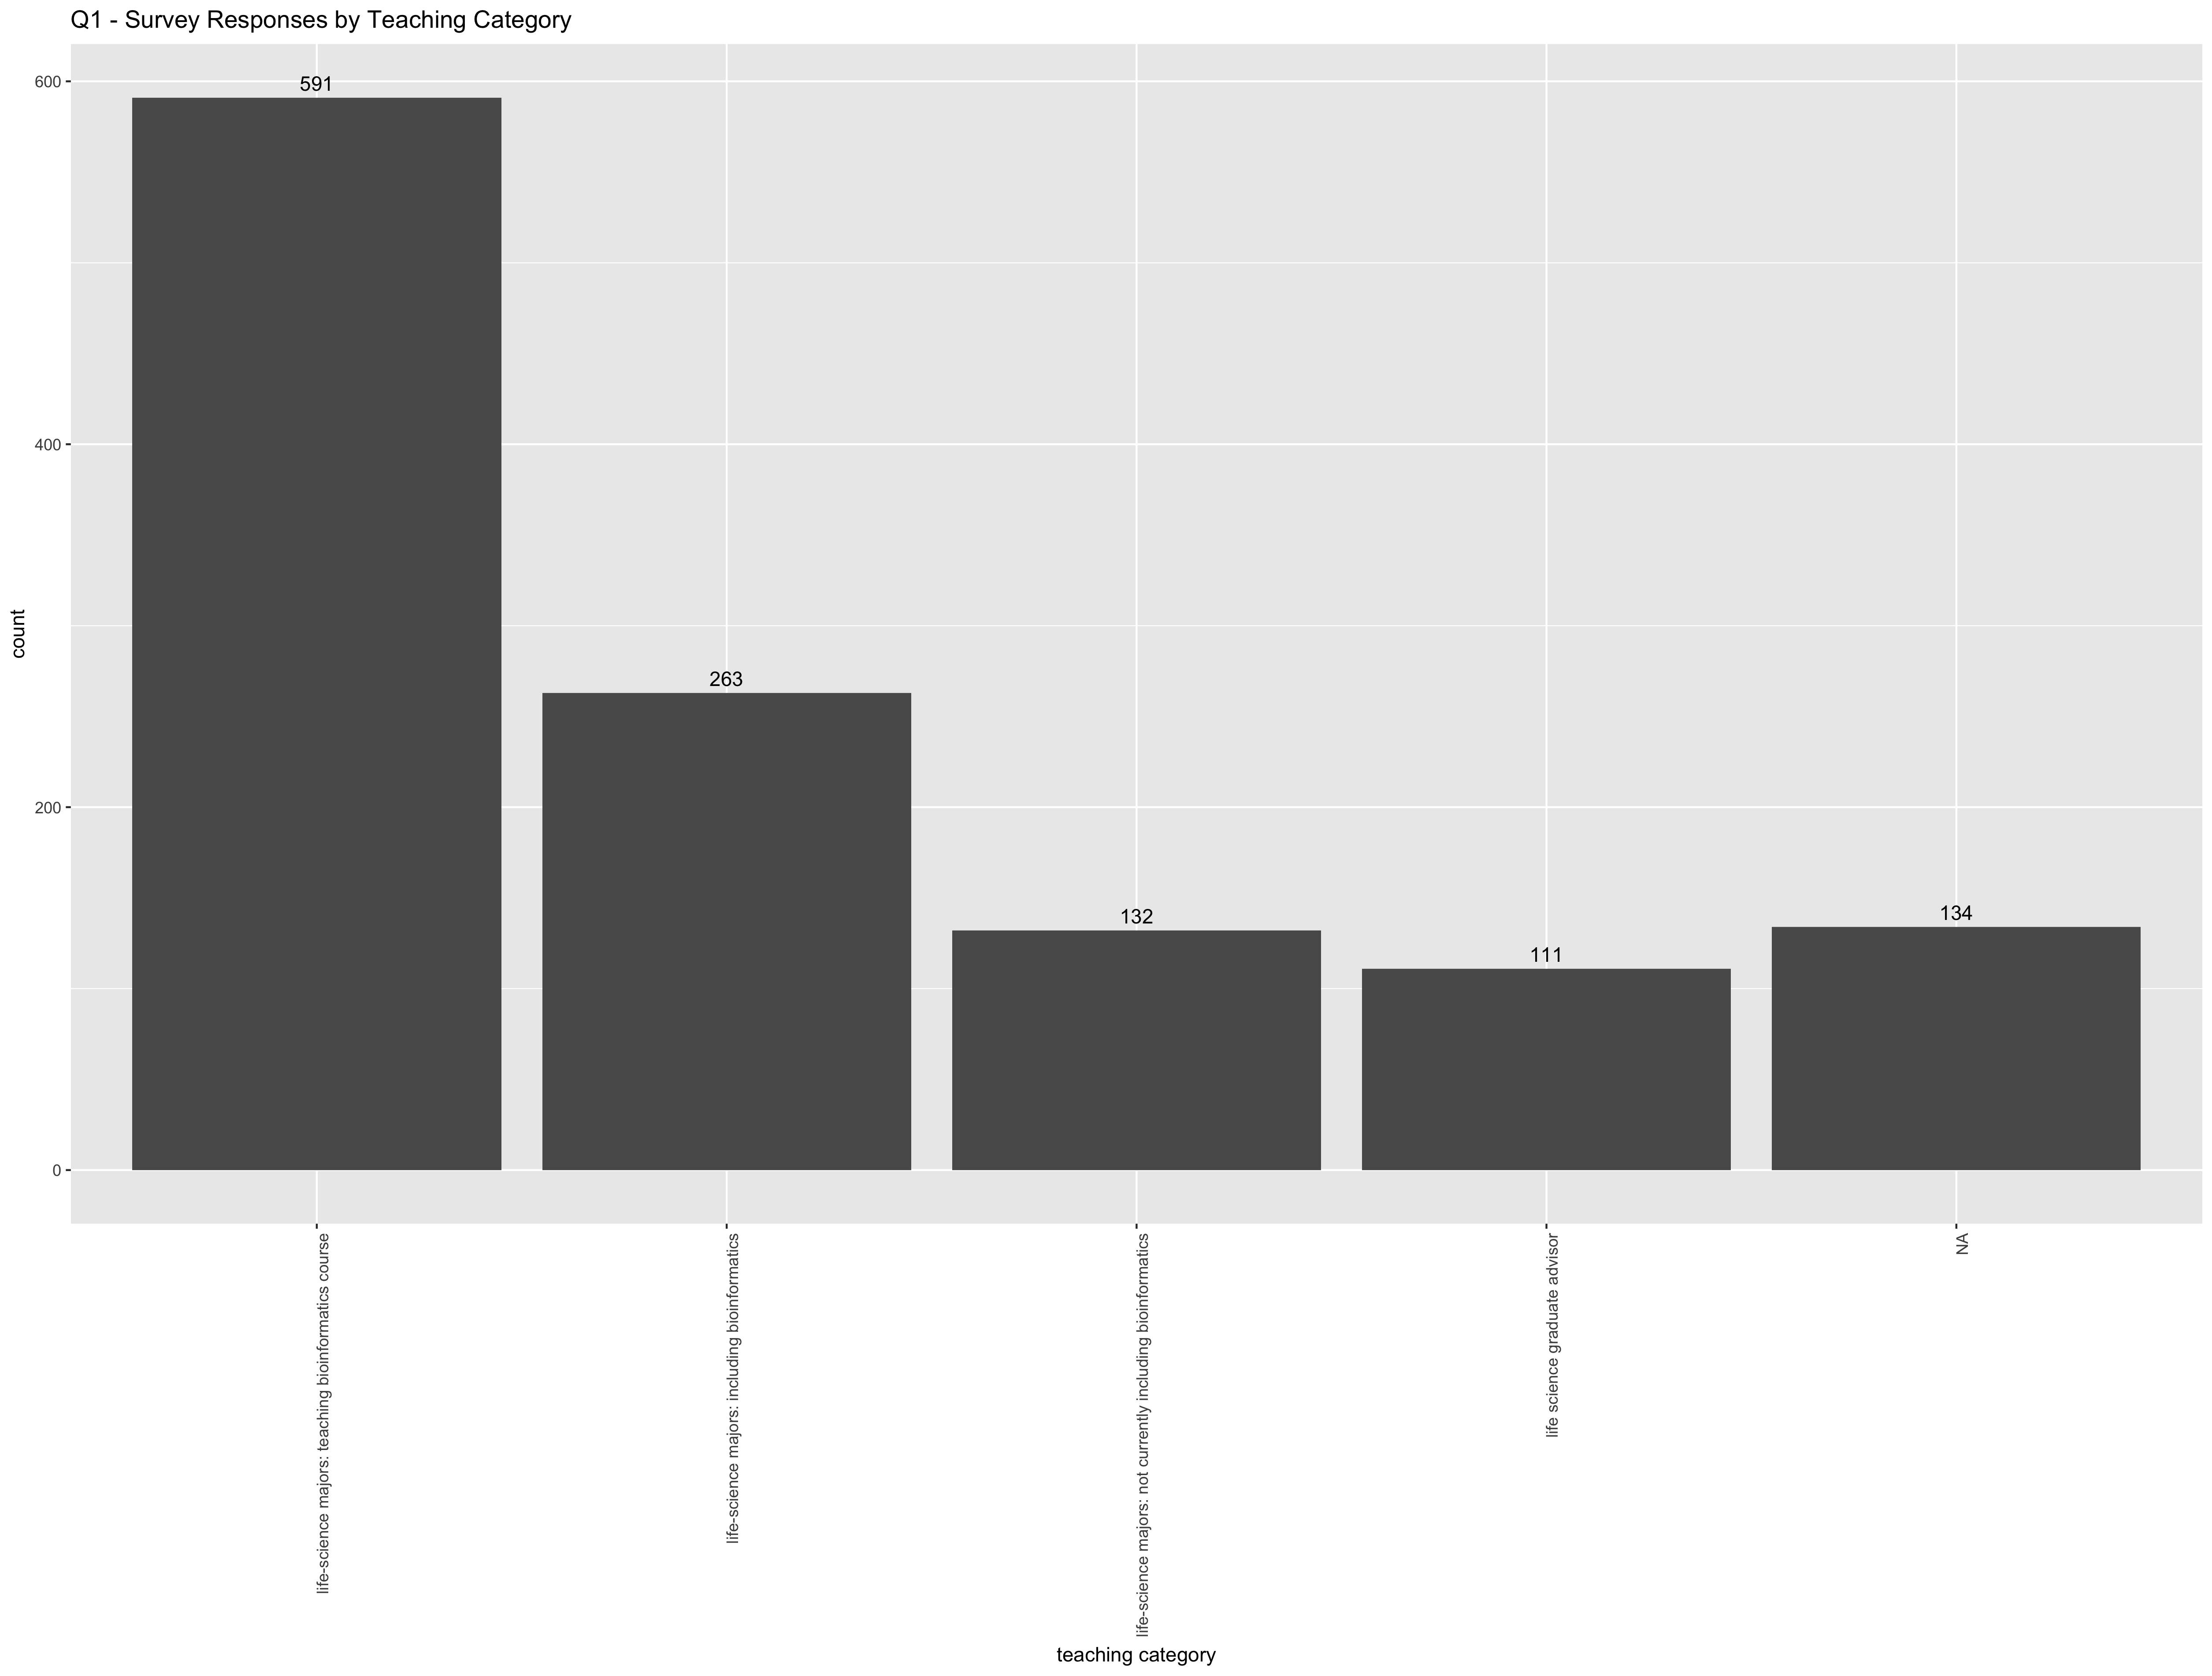 Q1 - Survey Responses by Teaching Category
600
400
200
0
count
591
263
132
111
134
life-science majors: teaching bioinformatics course
life-science majors: including bioinformatics
life-science majors: not currently including bioinformatics
life science graduate advisor
NA
teaching category